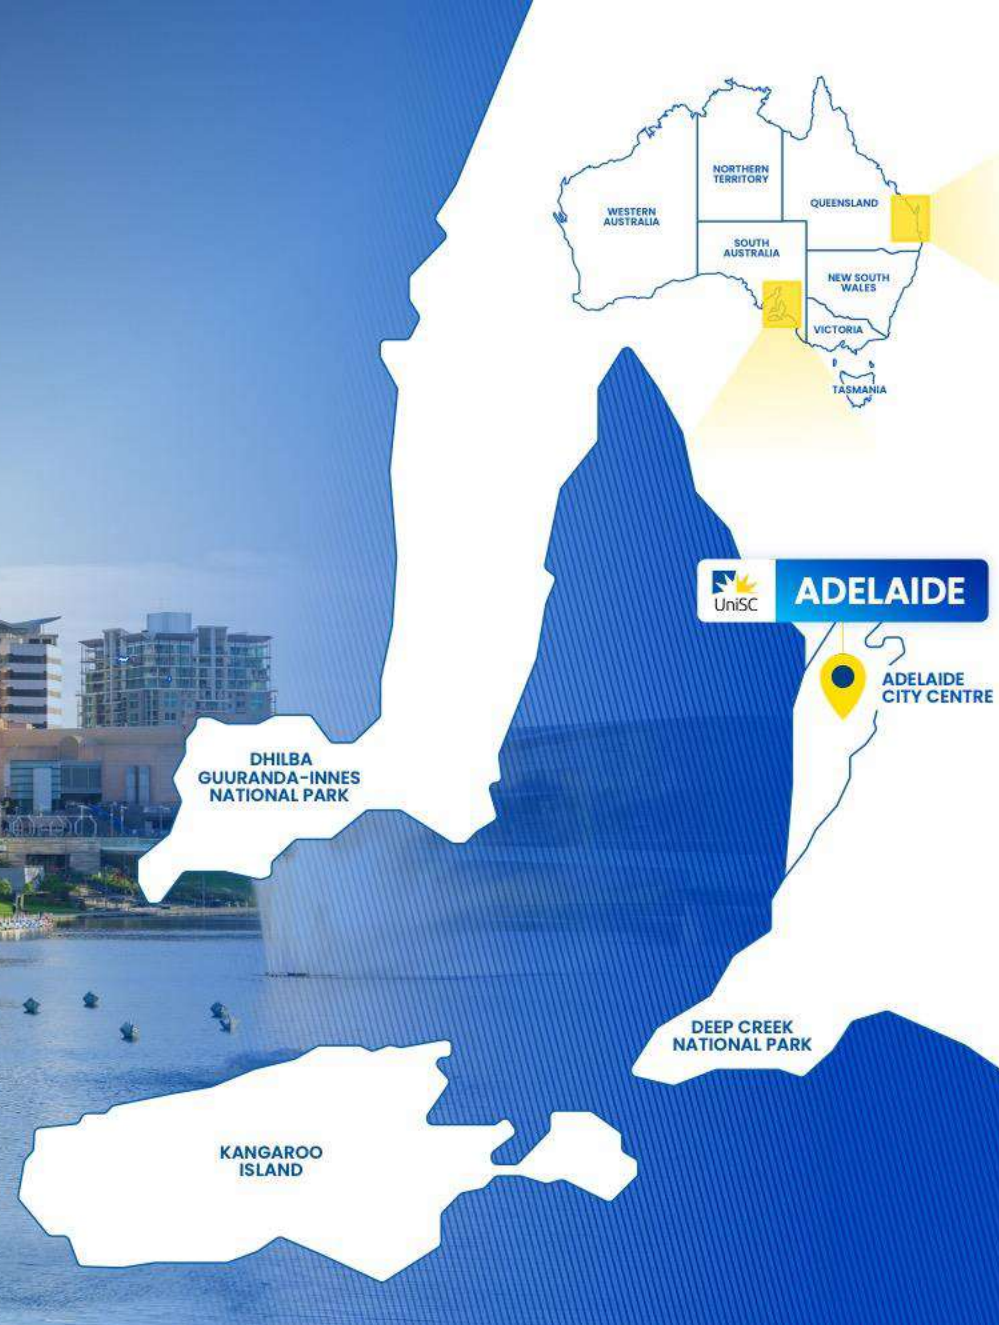 NORTHERN
TERRITORY
QUEENSLAND
WESTERN
AUSTRALIA
SOUTH
AUSTRALIA
NEW SOUTH
WALES
VICTORIA
TASMANIA
UniSC
ADELAIDE
ADELAIDE
CITY CENTRE
DHILBA
GUURANDA-INNES
NATIONAL PARK
DEEP CREEK
NATIONAL PARK
KANGAROO
ISLAND